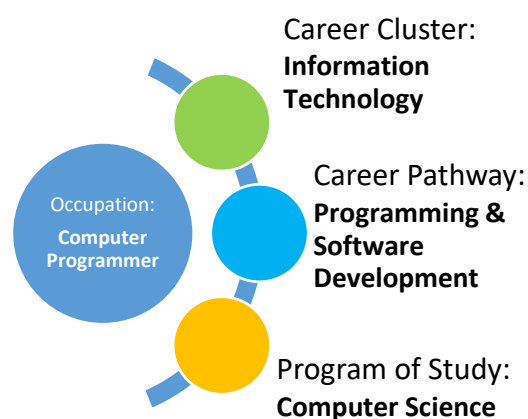 Career Cluster:
Information
Technology
Occupation:
Computer
Programmer
Career Pathway:
Programming &
Software
Development
Program of Study:
Computer Science